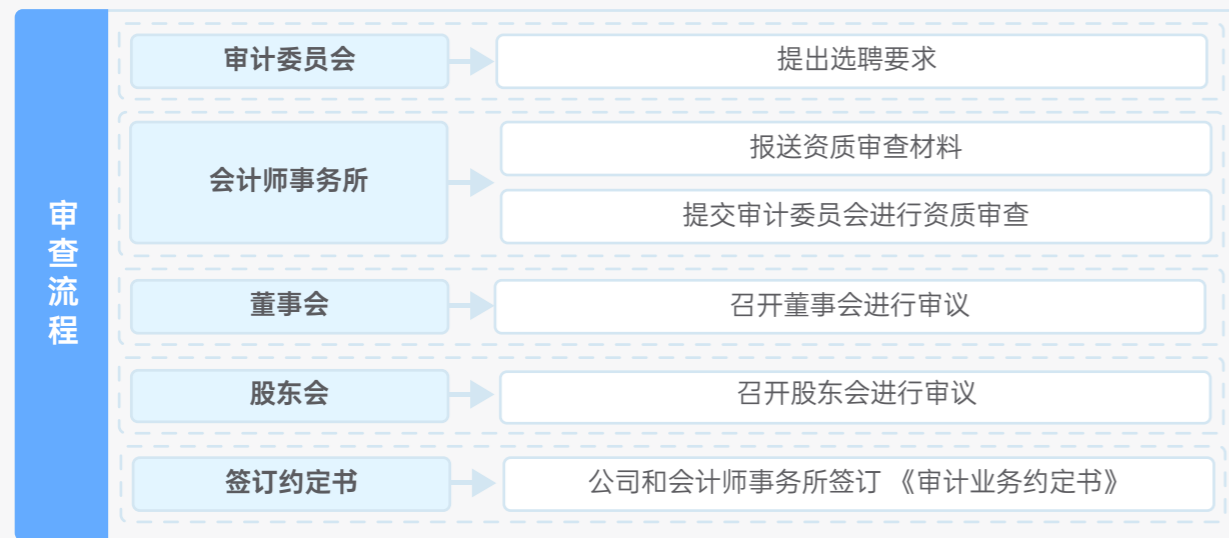 审查流程
审计委员会
提出选聘要求
会计师事务所
报送资质审查材料
提交审计委员会进行资质审查
董事会
召开董事会进行审议
股东会
召开股东会进行审议
签订约定书
公司和会计师事务所签订 《审计业务约定书》